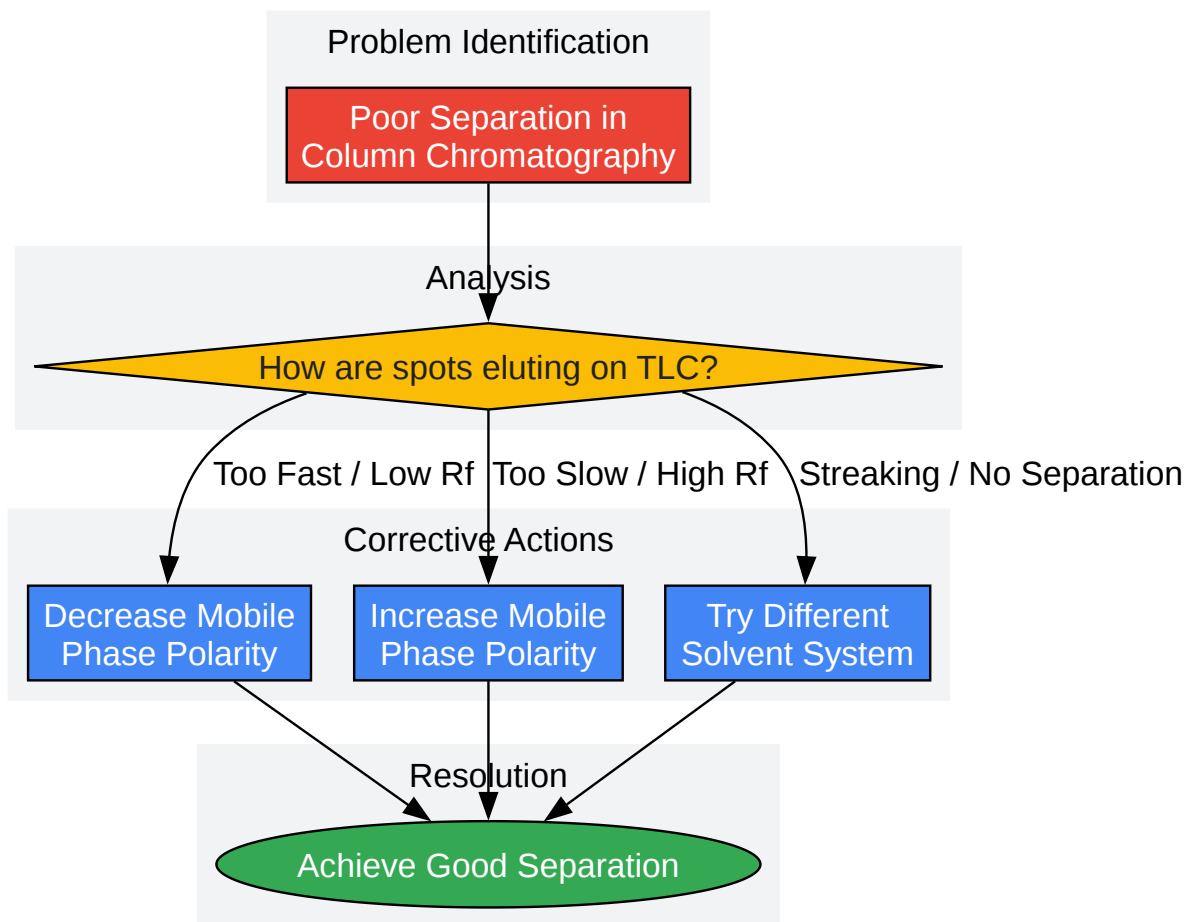 Problem Identification
Poor Separation in
Column Chromatography
Analysis
How are spots eluting on TLC?
Too Fast / Low Rf
Too Slow / High Rf
Streaking / No Separation
Corrective Actions
Decrease Mobile
Phase Polarity
Increase Mobile
Phase Polarity
Try Different
Solvent System
Resolution
Achieve Good Separation